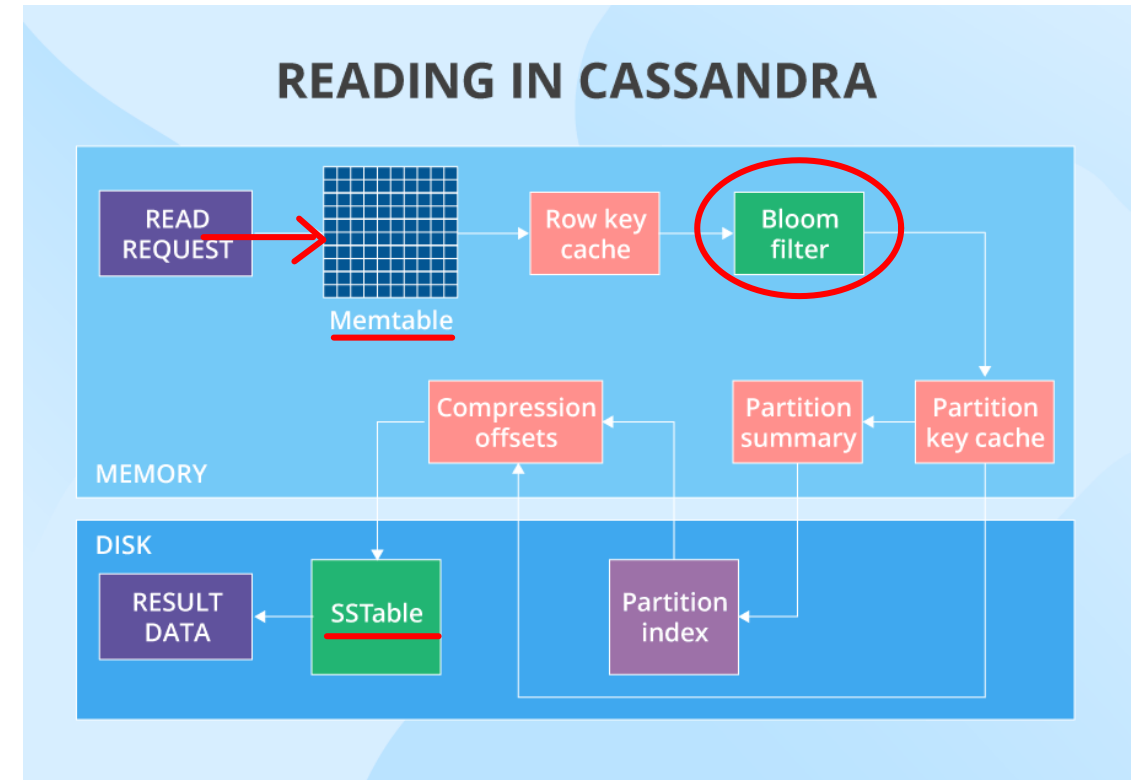 READING IN CASSANDRA
READ
REQUEST
Memtable
Row key
cache
Bloom
filter
Compression
offsets
Partition
summary
Partition
key cache
MEMORY
DISK
RESULT
DATA
SSTable
Partition
index